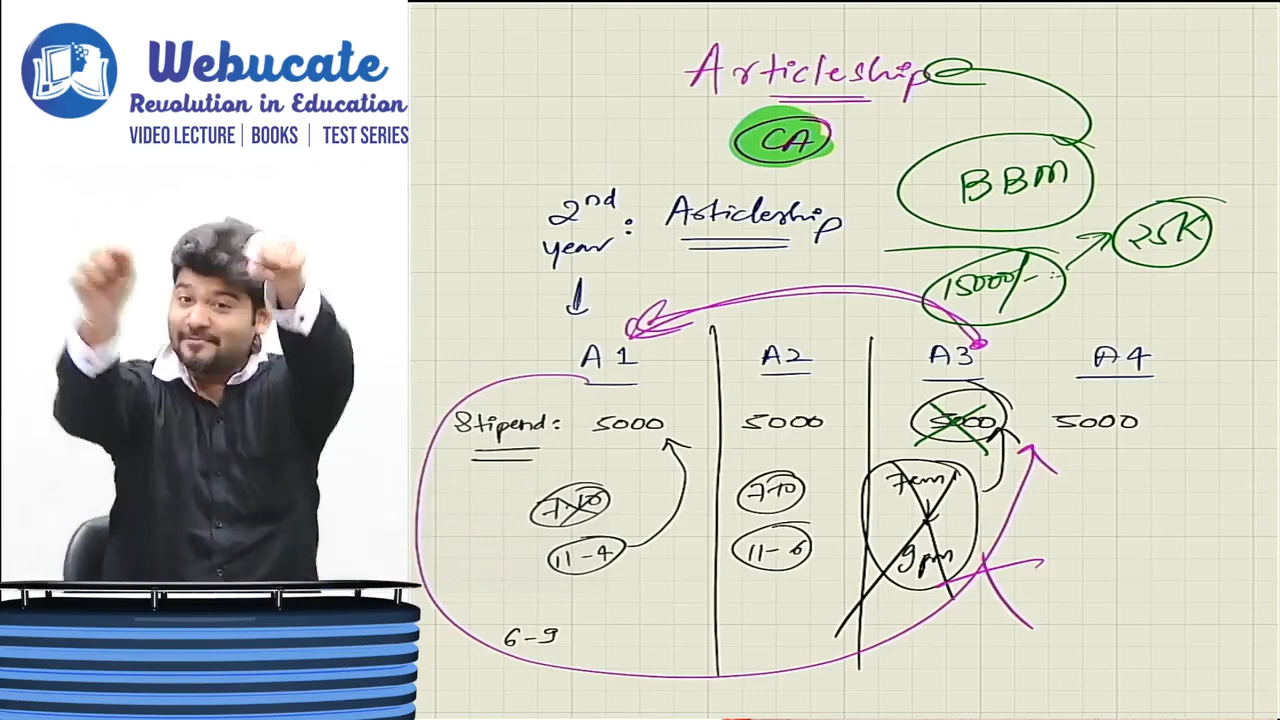 Webucate
Revolution in Education
VIDEO LECTURE | BOOKS | TEST SERIES
Articleship
CA
BBM
25K
15000/-
2nd year : Articleship
A1 A2 A3 A4
Stipend: 5000 5000 5000 5000
7-10 7-10 7am
11-4 11-6 9pm
6-9